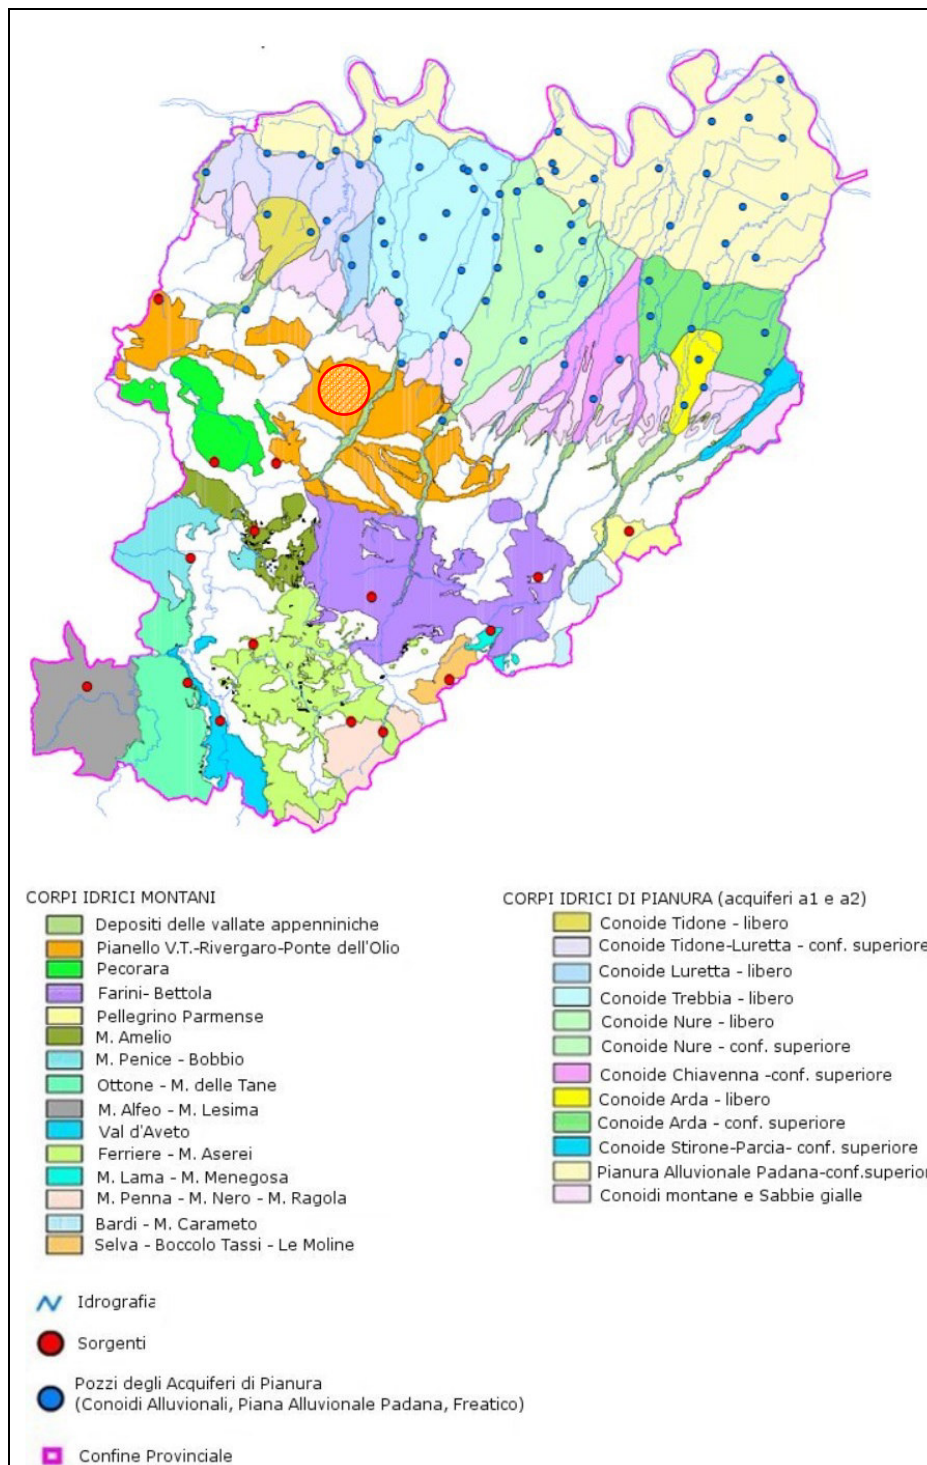 CORPI IDRICI MONTANI
Depositi delle vallate appenniniche
Pianello V.T.-Rivergaro-Ponte dell'Olio
Pecorara
Farini- Bettola
Pellegrino Parmense
M. Amelio
M. Penice - Bobbio
Ottone - M. delle Tane
M. Alfeo - M. Lesima
Val d'Aveto
Ferriere - M. Aserei
M. Lama - M. Menegosa
M. Penna - M. Nero - M. Ragola
Bardi - M. Carameto
Selva - Boccolo Tassi - Le Moline
CORPI IDRICI DI PIANURA (acquiferi a1 e a2)
Conoide Tidone - libero
Conoide Tidone-Luretta - conf. superiore
Conoide Luretta - libero
Conoide Trebbia - libero
Conoide Nure - libero
Conoide Nure - conf. superiore
Conoide Chiavenna -conf. superiore
Conoide Arda - libero
Conoide Arda - conf. superiore
Conoide Stirone-Parcia- conf. superiore
Pianura Alluvionale Padana-conf.superior
Conoidi montane e Sabbie gialle
Idrografia
Sorgenti
Pozzi degli Acquiferi di Pianura
(Conoidi Alluvionali, Piana Alluvionale Padana, Freatico)
Confine Provinciale